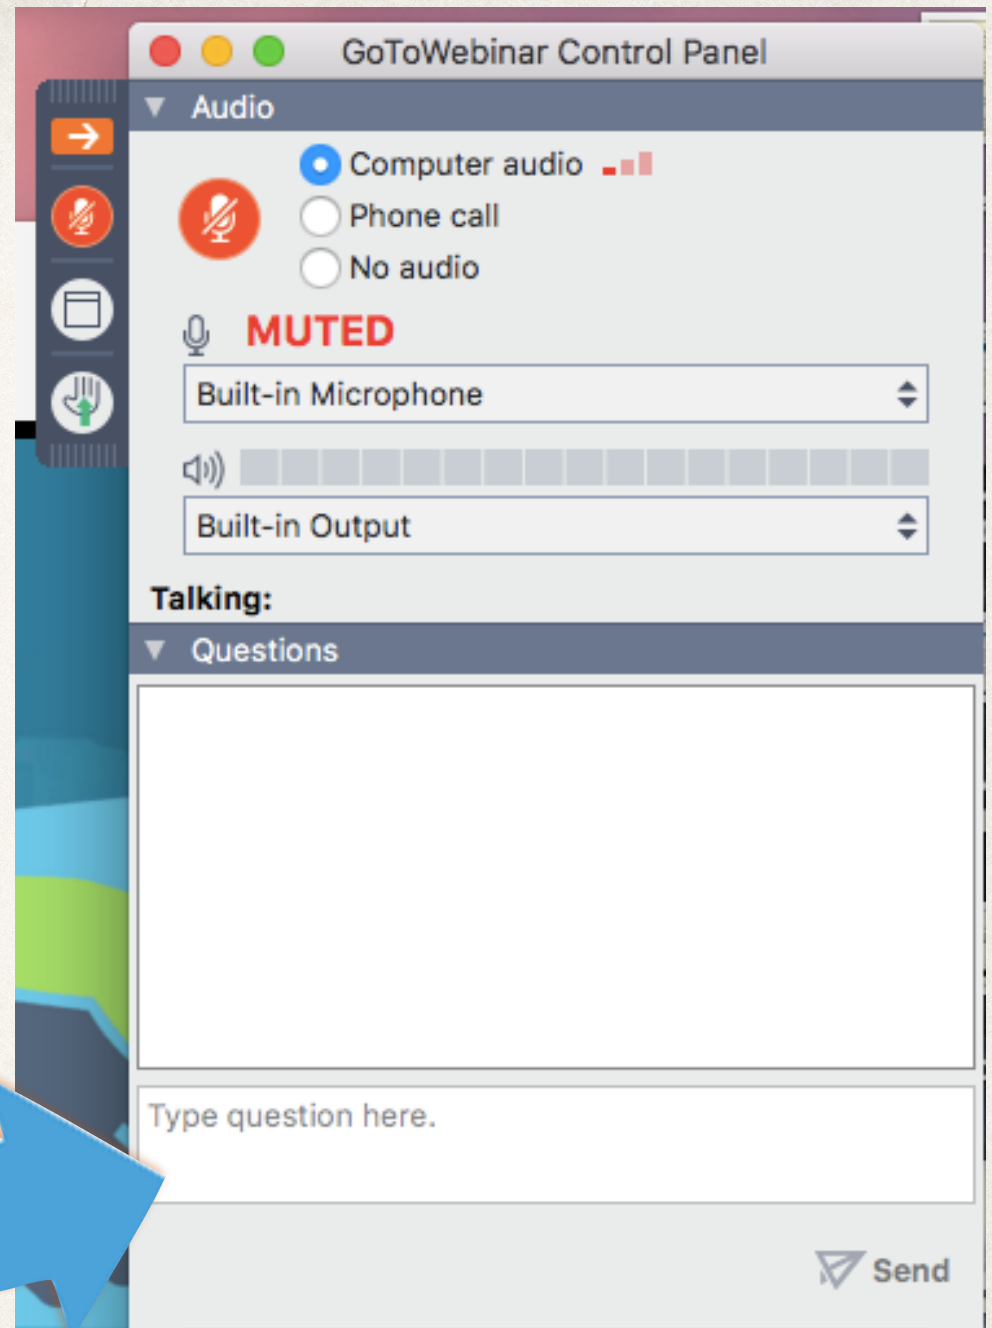 GoToWebinar Control Panel
Audio
Computer audio
Phone call
No audio
MUTED
Built-in Microphone
Built-in Output
Talking:
Questions
Type question here.
Send